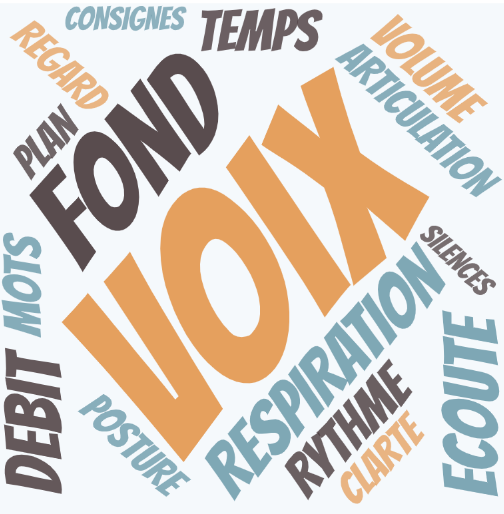 CONSIGNES
TEMPS
REGARD
VOLUME
ARTICULATION
PLAN
FOND
VOIX
SILENCES
MOTS
RESPIRATION
ECOUTE
DEBIT
POSTURE
RYTHME
CLARTE